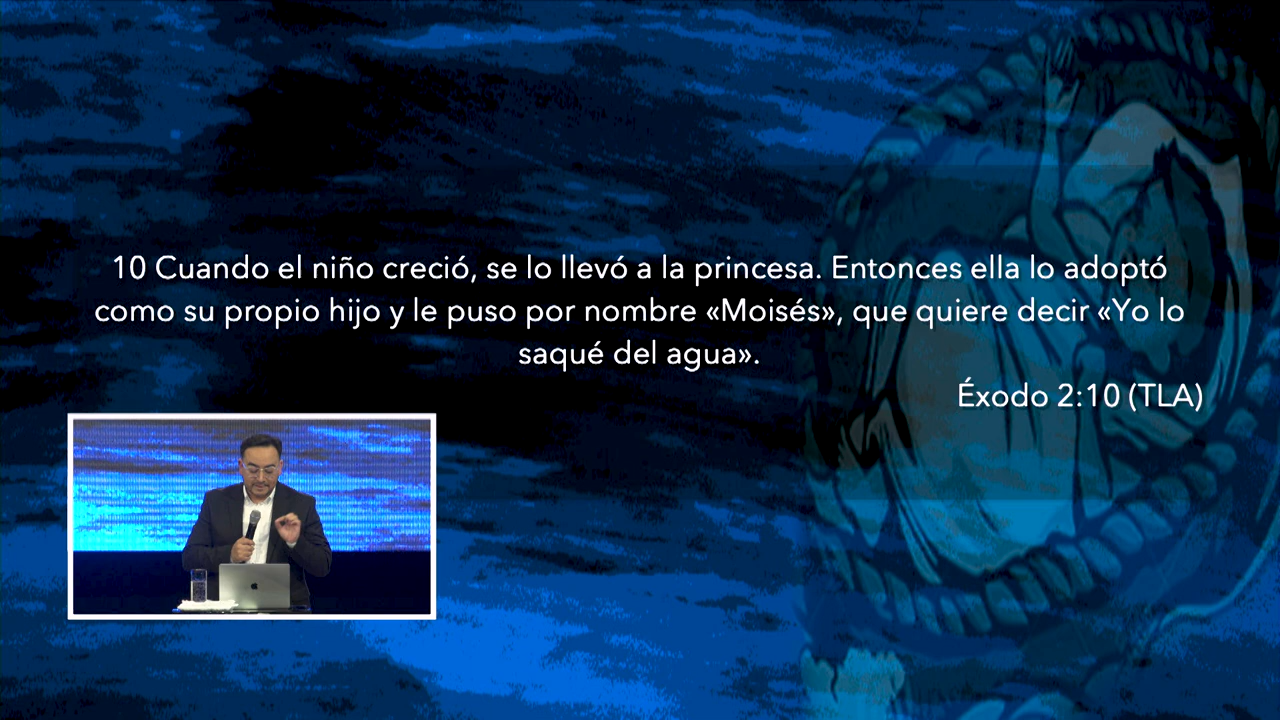 10 Cuando el niño creció, se lo llevó a la princesa. Entonces ella lo adoptó
como su propio hijo y le puso por nombre «Moisés», que quiere decir «Yo lo
saqué del agua».
Éxodo 2:10 (TLA)